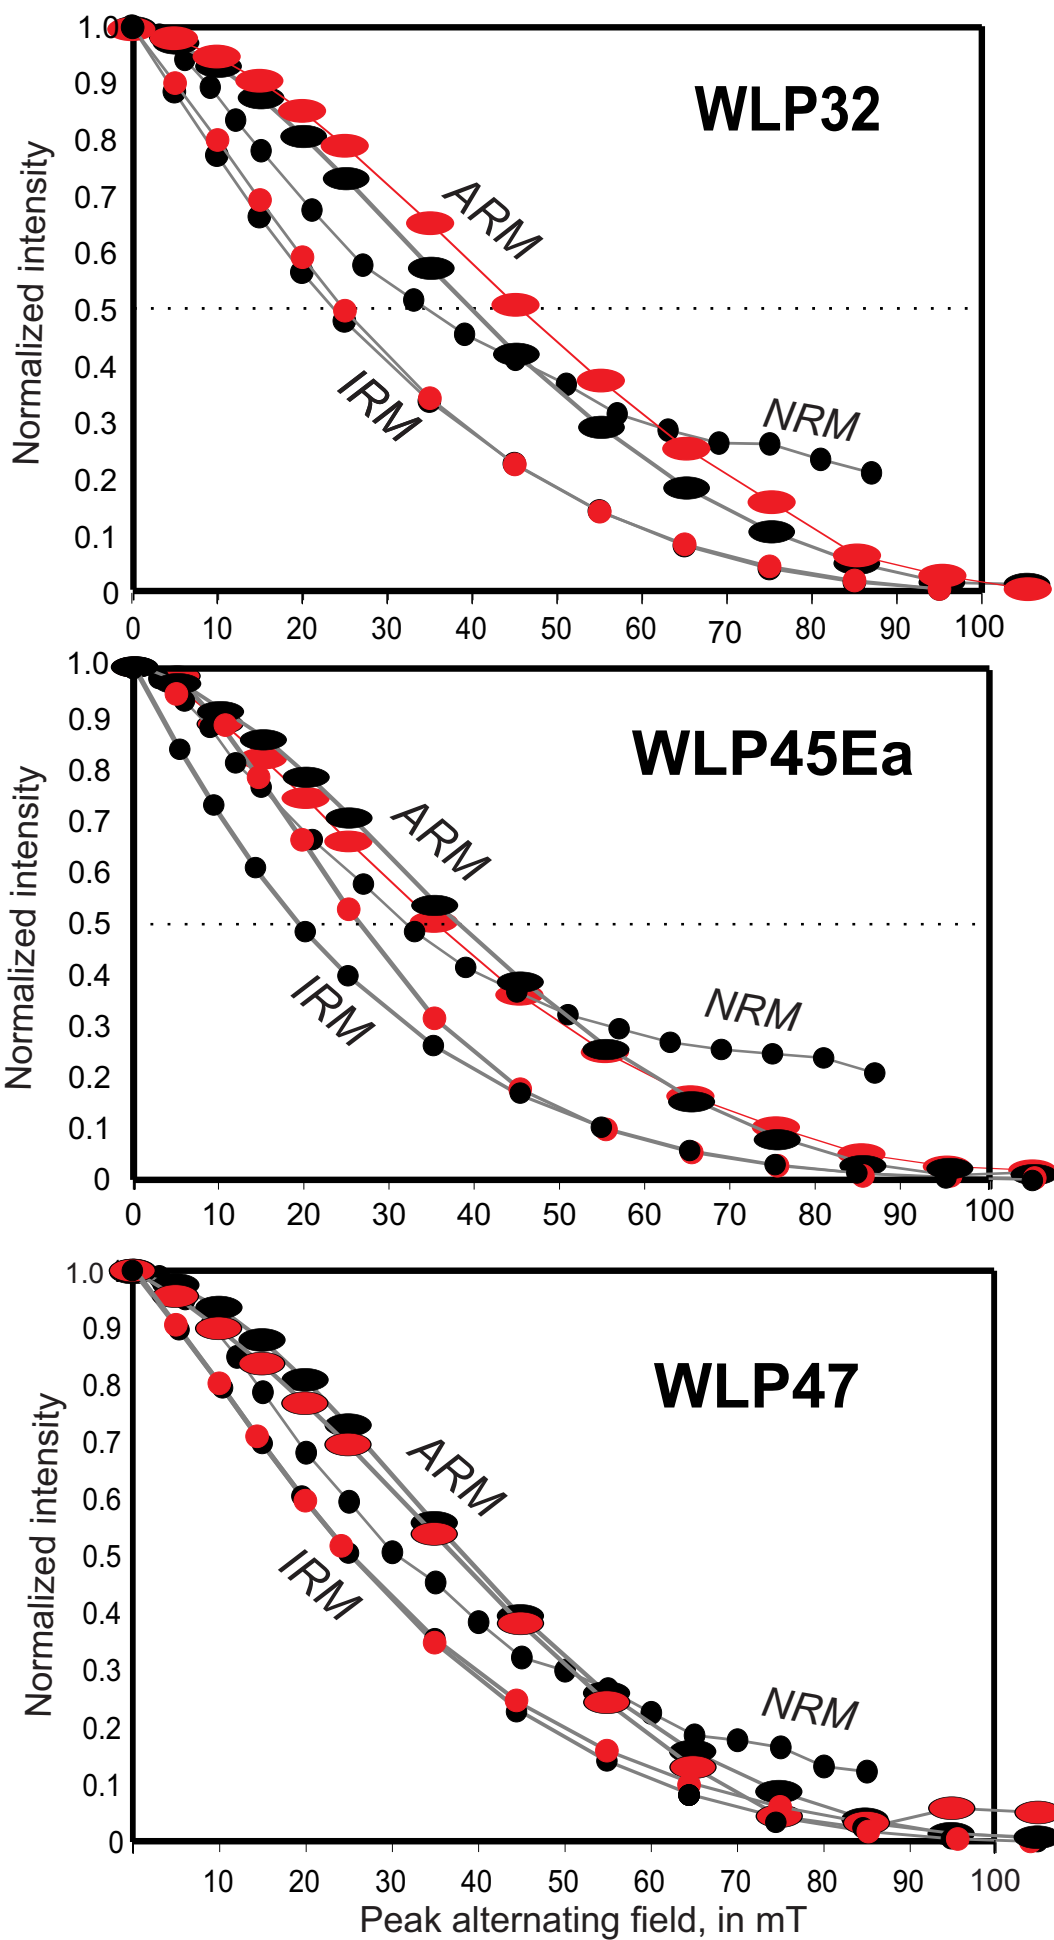 1.0
0.9
0.8
0.7
0.6
0.5
0.4
0.3
0.2
0.1
0
Normalized intensity
WLP32
ARM
IRM
NRM
0 10 20 30 40 50 60 70 80 90 100
1.0
0.9
0.8
0.7
0.6
0.5
0.4
0.3
0.2
0.1
0
Normalized intensity
WLP45Ea
ARM
IRM
NRM
0 10 20 30 40 50 60 70 80 90 100
1.0
0.9
0.8
0.7
0.6
0.5
0.4
0.3
0.2
0.1
0
Normalized intensity
WLP47
ARM
IRM
NRM
10 20 30 40 50 60 70 80 90 100
Peak alternating field, in mT